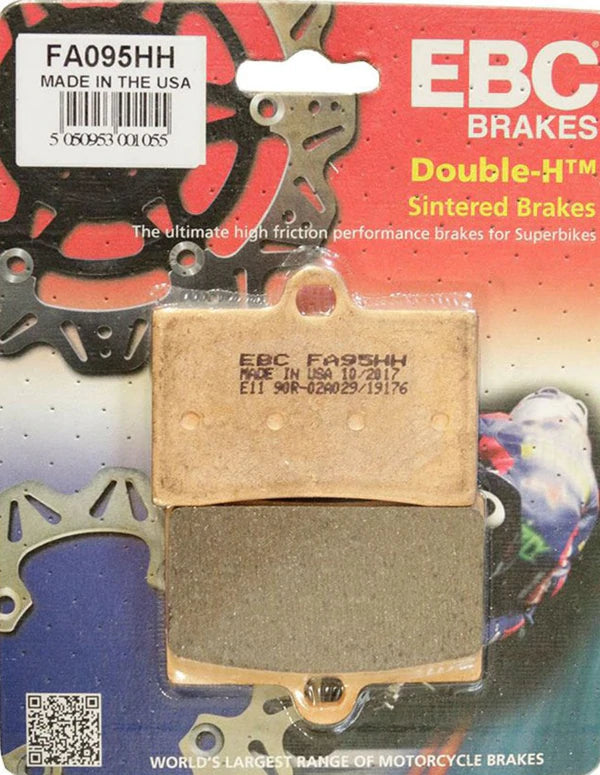 FA095HH
MADE IN THE USA
5 050953 001055
EBC
BRAKES
Double-H™
Sintered Brakes
The ultimate high friction performance brakes for Superbikes
EBC FA95HH
MADE IN USA 10/2017
E11 90R-02A029/19176
WORLD'S LARGEST RANGE OF MOTORCYCLE BRAKES